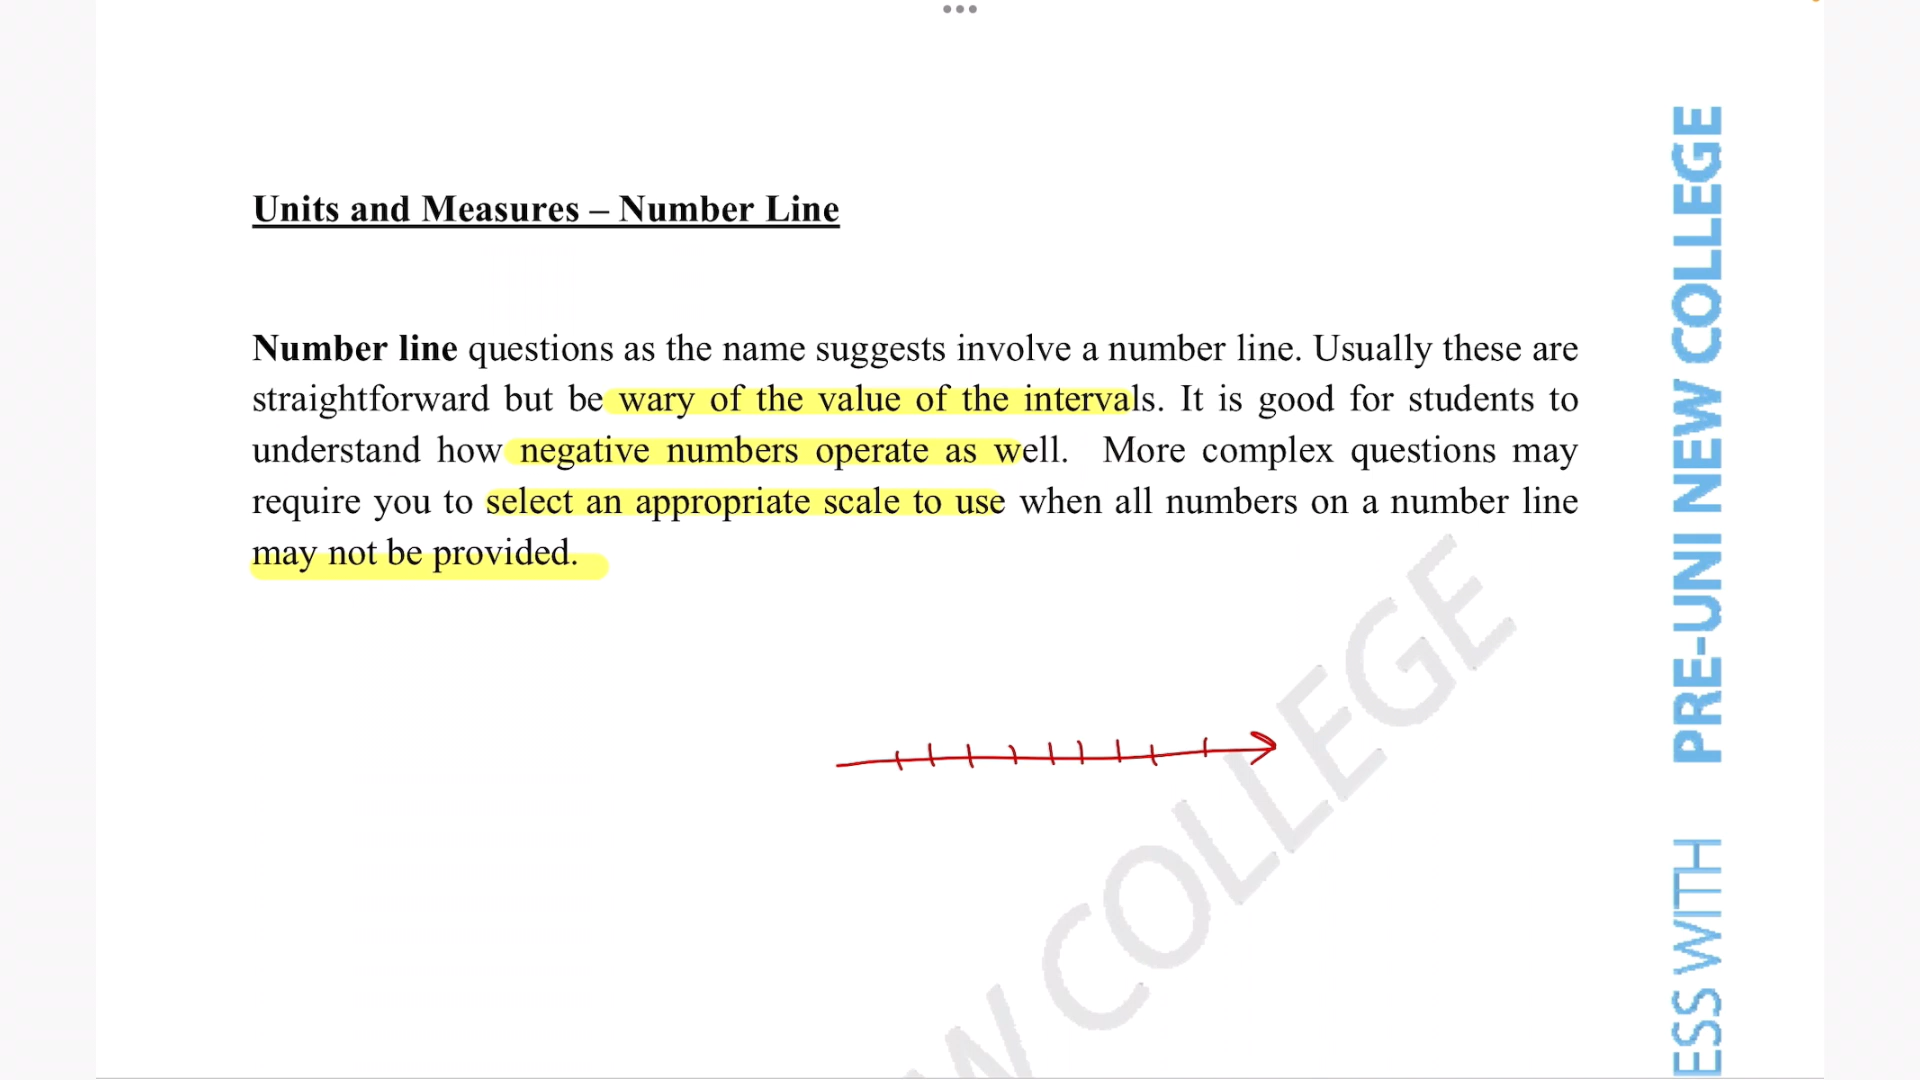 Units and Measures – Number Line
Number line questions as the name suggests involve a number line. Usually these are
straightforward but be wary of the value of the intervals. It is good for students to
understand how negative numbers operate as well. More complex questions may
require you to select an appropriate scale to use when all numbers on a number line
may not be provided.
W COLLEGE
ESS WITH PRE-UNI NEW COLLEGE